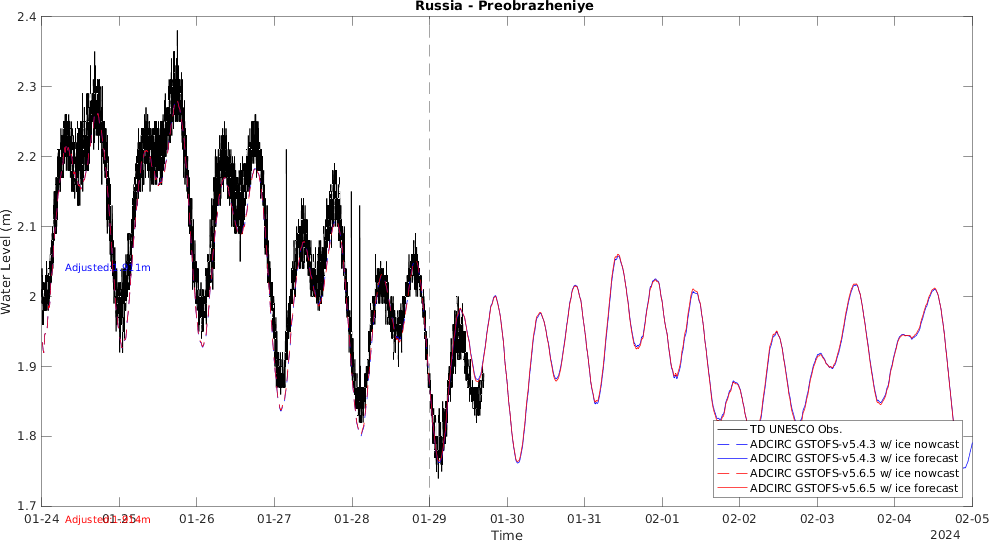 Russia - Preobrazheniye
2.4
2.3
2.2
2.1
2
1.9
1.8
1.7
Water Level (m)
TD UNESCO Obs.
ADCIRC GSTOFS-v5.4.3 w/ ice nowcast
ADCIRC GSTOFS-v5.4.3 w/ ice forecast
ADCIRC GSTOFS-v5.6.5 w/ ice nowcast
ADCIRC GSTOFS-v5.6.5 w/ ice forecast
01-24 01-25 01-26 01-27 01-28 01-29 01-30 01-31 02-01 02-02 02-03 02-04 02-05
Time
2024